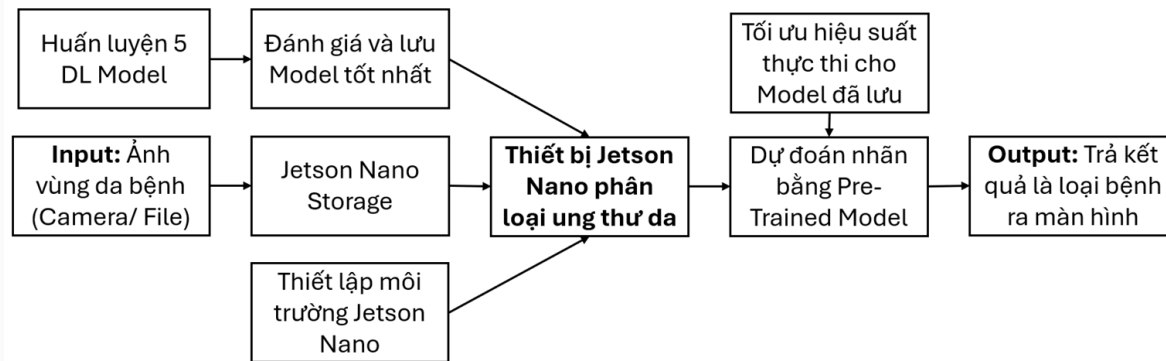 Huấn luyện 5
DL Model
Đánh giá và lưu
Model tốt nhất
Tối ưu hiệu suất
thực thi cho
Model đã lưu
Input: Ảnh
vùng da bệnh
(Camera/ File)
Jetson Nano
Storage
Thiết bị Jetson
Nano phân
loại ung thư da
Dự đoán nhãn
bằng Pre-
Trained Model
Output: Trả kết
quả là loại bệnh
ra màn hình
Thiết lập môi
trường Jetson
Nano